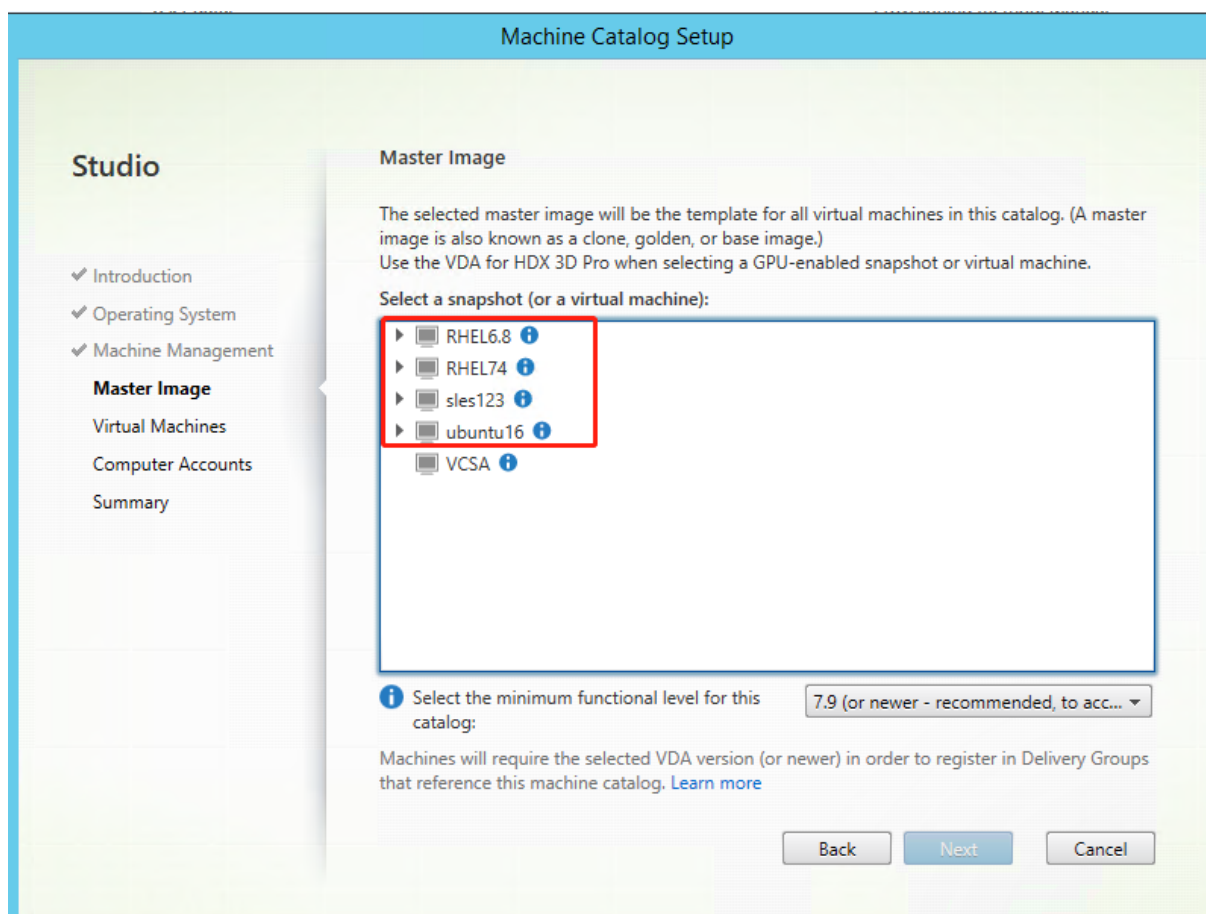 Machine Catalog Setup
Studio
Introduction
Operating System
Machine Management
Master Image
Virtual Machines
Computer Accounts
Summary
Master Image
The selected master image will be the template for all virtual machines in this catalog. (A master
image is also known as a clone, golden, or base image.)
Use the VDA for HDX 3D Pro when selecting a GPU-enabled snapshot or virtual machine.
Select a snapshot (or a virtual machine):
RHEL6.8
RHEL74
sles123
ubuntu16
VCSA
Select the minimum functional level for this
catalog:
7.9 (or newer - recommended, to acc...
Machines will require the selected VDA version (or newer) in order to register in Delivery Groups
that reference this machine catalog. Learn more
Back
Next
Cancel